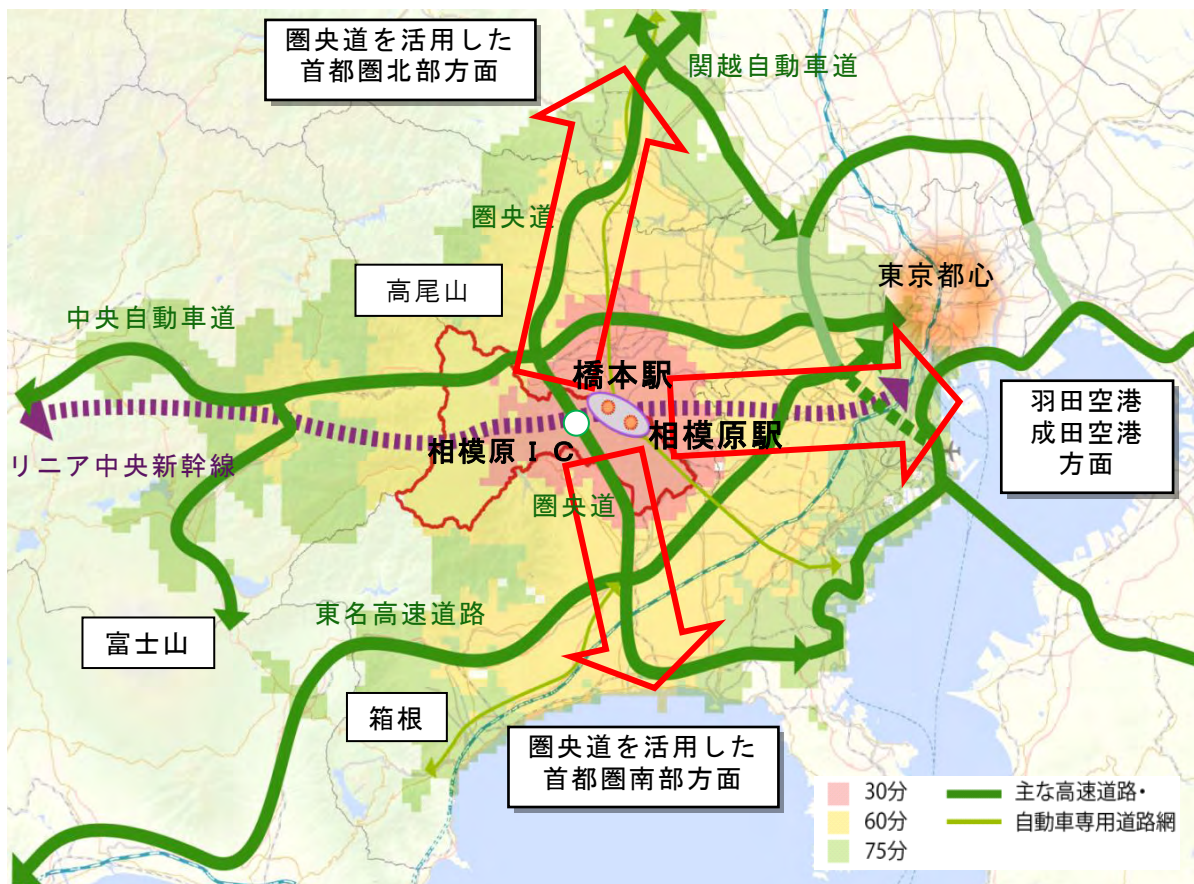 圏央道を活用した
首都圏北部方面
関越自動車道
圏央道
高尾山
東京都心
中央自動車道
橋本駅
羽田空港
成田空港
方面
相模原ＩＣ
相模原駅
リニア中央新幹線
圏央道
東名高速道路
富士山
箱根
圏央道を活用した
首都圏南部方面
30分
60分
75分
主な高速道路・
自動車専用道路網